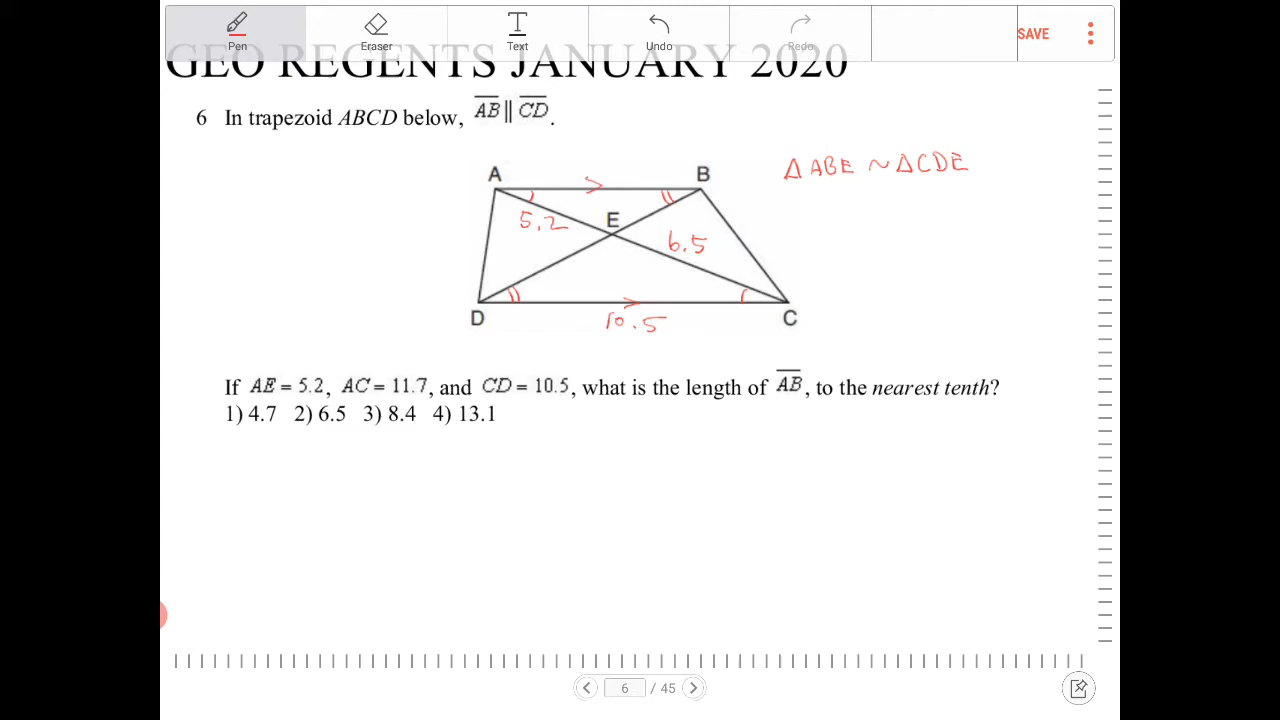 Pen Eraser Text Undo Redo SAVE
GEO REGENTS JANUARY 2020
6 In trapezoid ABCD below, AB ∥ CD.
△ABE ~ △CDE
A B
5.2 E 6.5
D 10.5 C
If AE = 5.2, AC = 11.7, and CD = 10.5, what is the length of AB, to the nearest tenth?
1) 4.7 2) 6.5 3) 8.4 4) 13.1
6 / 45